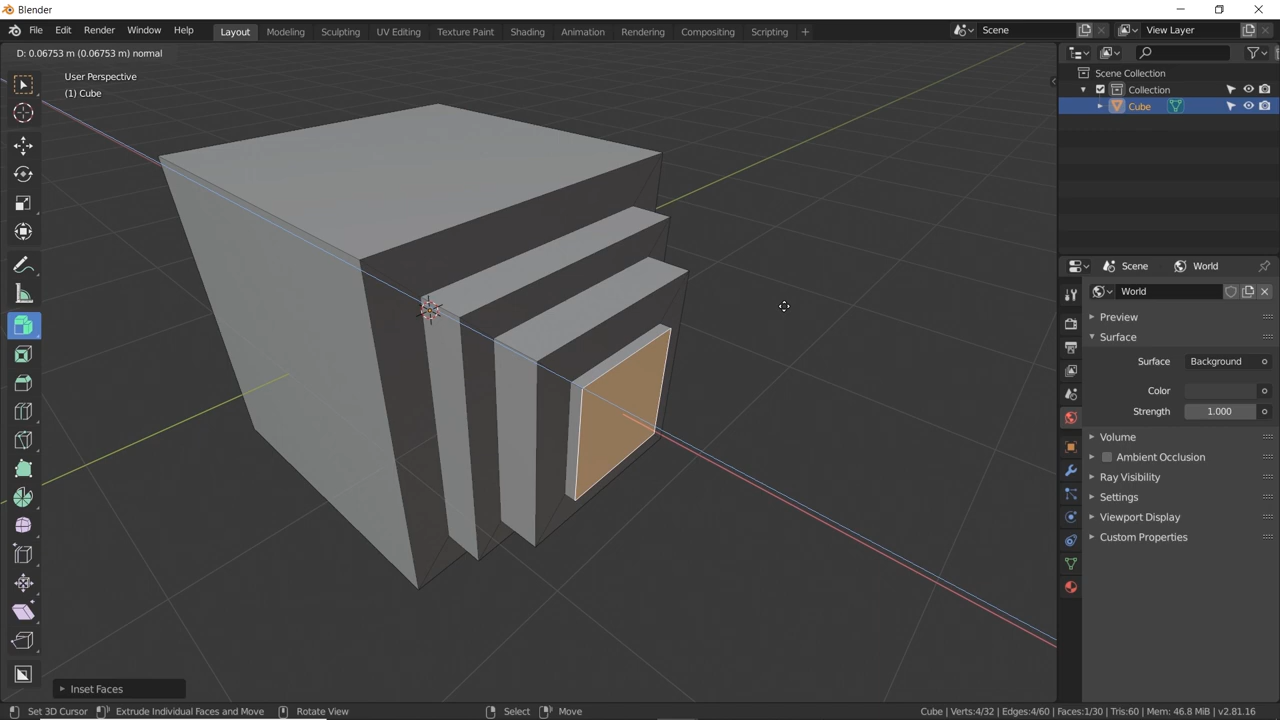 Blender
File Edit Render Window Help Layout Modeling Sculpting UV Editing Texture Paint Shading Animation Rendering Compositing Scripting + Scene View Layer
D: 0.06753 m (0.06753 m) normal
User Perspective
(1) Cube
Scene Collection
Collection
Cube
Scene World
World
Preview
Surface
Surface Background
Color
Strength 1.000
Volume
Ambient Occlusion
Ray Visibility
Settings
Viewport Display
Custom Properties
Inset Faces
Set 3D Cursor Extrude Individual Faces and Move Rotate View Select Move Cube | Verts:4/32 | Edges:4/60 | Faces:1/30 | Tris:60 | Mem: 46.8 MiB | v2.81.16